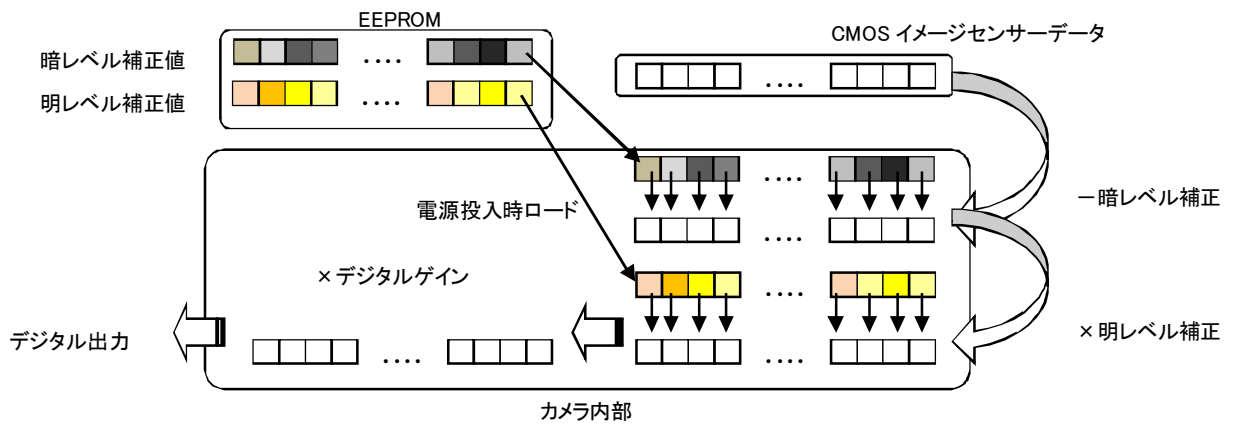 EEPROM
CMOS イメージセンサーデータ
暗レベル補正値
....
明レベル補正値
....
....
....
電源投入時ロード
－暗レベル補正
....
×デジタルゲイン
....
デジタル出力
....
....
×明レベル補正
カメラ内部